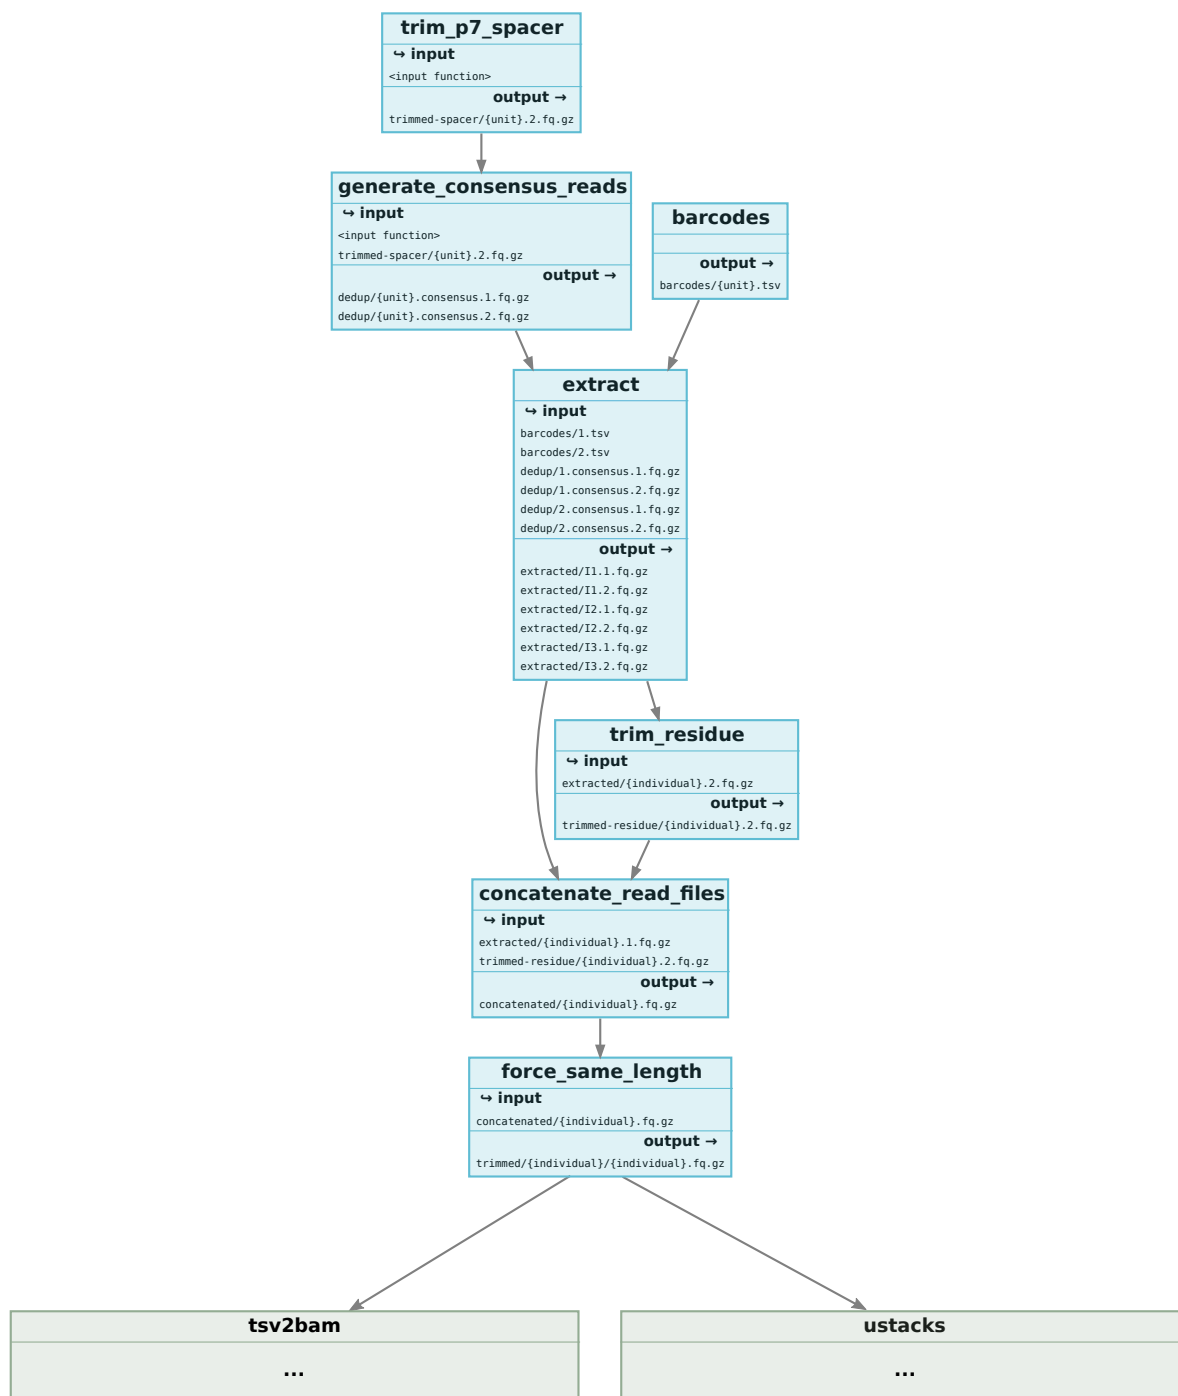 trim_p7_spacer
↪ input
<input function>
output →
trimmed-spacer/{unit}.2.fq.gz
generate_consensus_reads
↪ input
<input function>
trimmed-spacer/{unit}.2.fq.gz
output →
dedup/{unit}.consensus.1.fq.gz
dedup/{unit}.consensus.2.fq.gz
barcodes
output →
barcodes/{unit}.tsv
extract
↪ input
barcodes/1.tsv
barcodes/2.tsv
dedup/1.consensus.1.fq.gz
dedup/1.consensus.2.fq.gz
dedup/2.consensus.1.fq.gz
dedup/2.consensus.2.fq.gz
output →
extracted/I1.1.fq.gz
extracted/I1.2.fq.gz
extracted/I2.1.fq.gz
extracted/I2.2.fq.gz
extracted/I3.1.fq.gz
extracted/I3.2.fq.gz
trim_residue
↪ input
extracted/{individual}.2.fq.gz
output →
trimmed-residue/{individual}.2.fq.gz
concatenate_read_files
↪ input
extracted/{individual}.1.fq.gz
trimmed-residue/{individual}.2.fq.gz
output →
concatenated/{individual}.fq.gz
force_same_length
↪ input
concatenated/{individual}.fq.gz
output →
trimmed/{individual}/{individual}.fq.gz
tsv2bam
...
ustacks
...